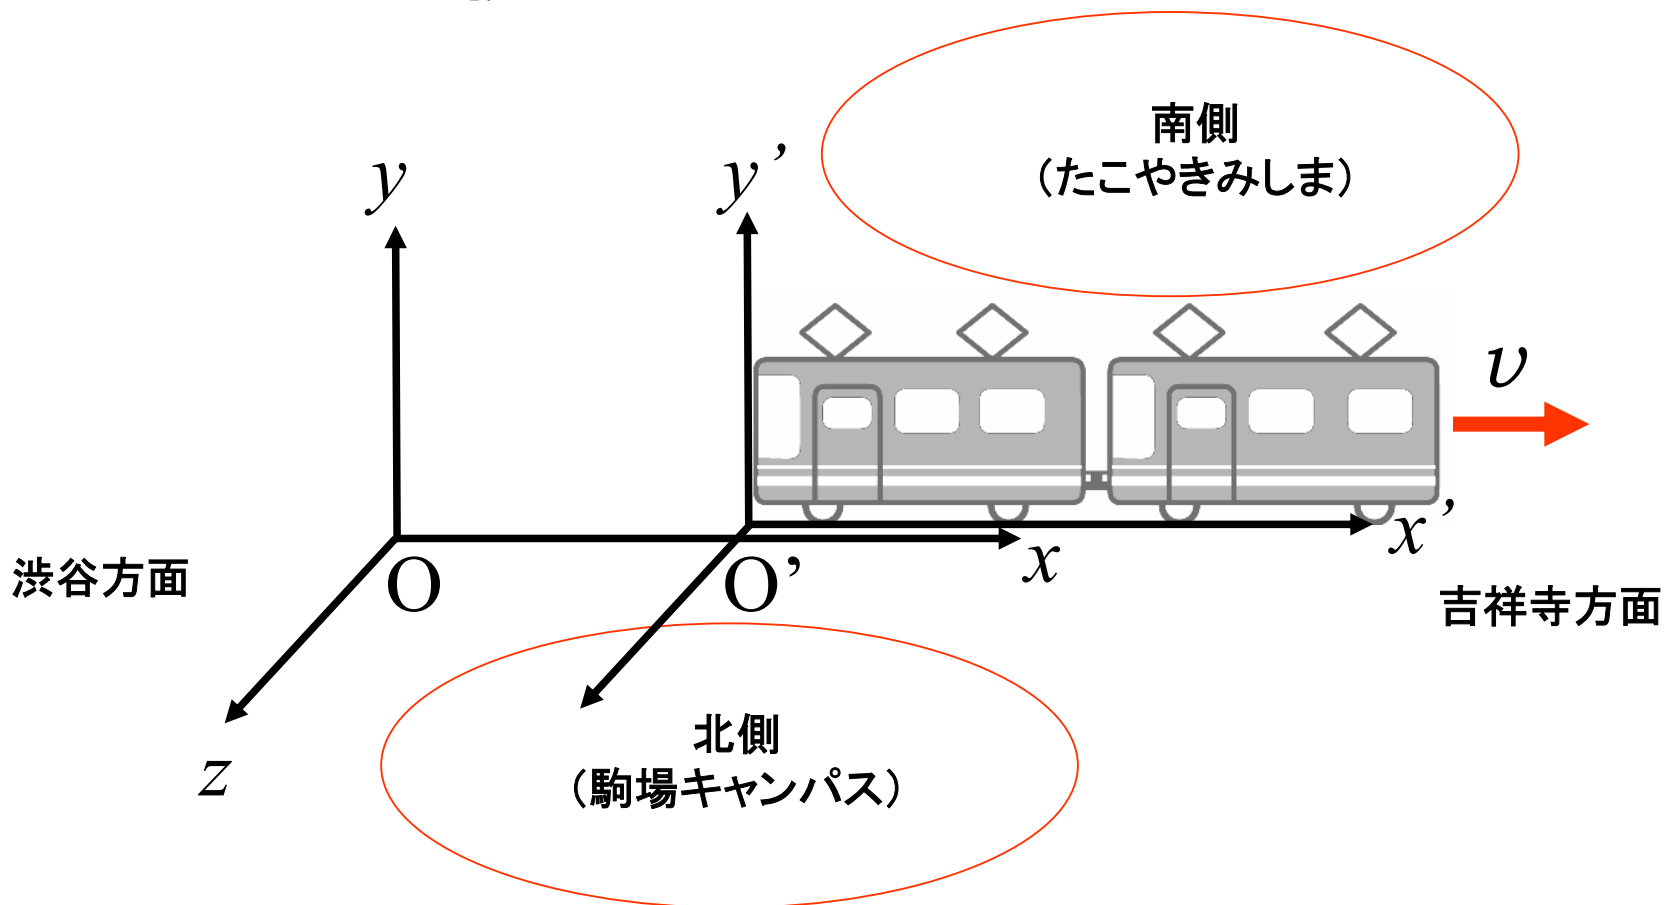 南側
（たこやきみしま）
y
y’
v
x’
x
O
O’
渋谷方面
吉祥寺方面
z
北側
（駒場キャンパス）